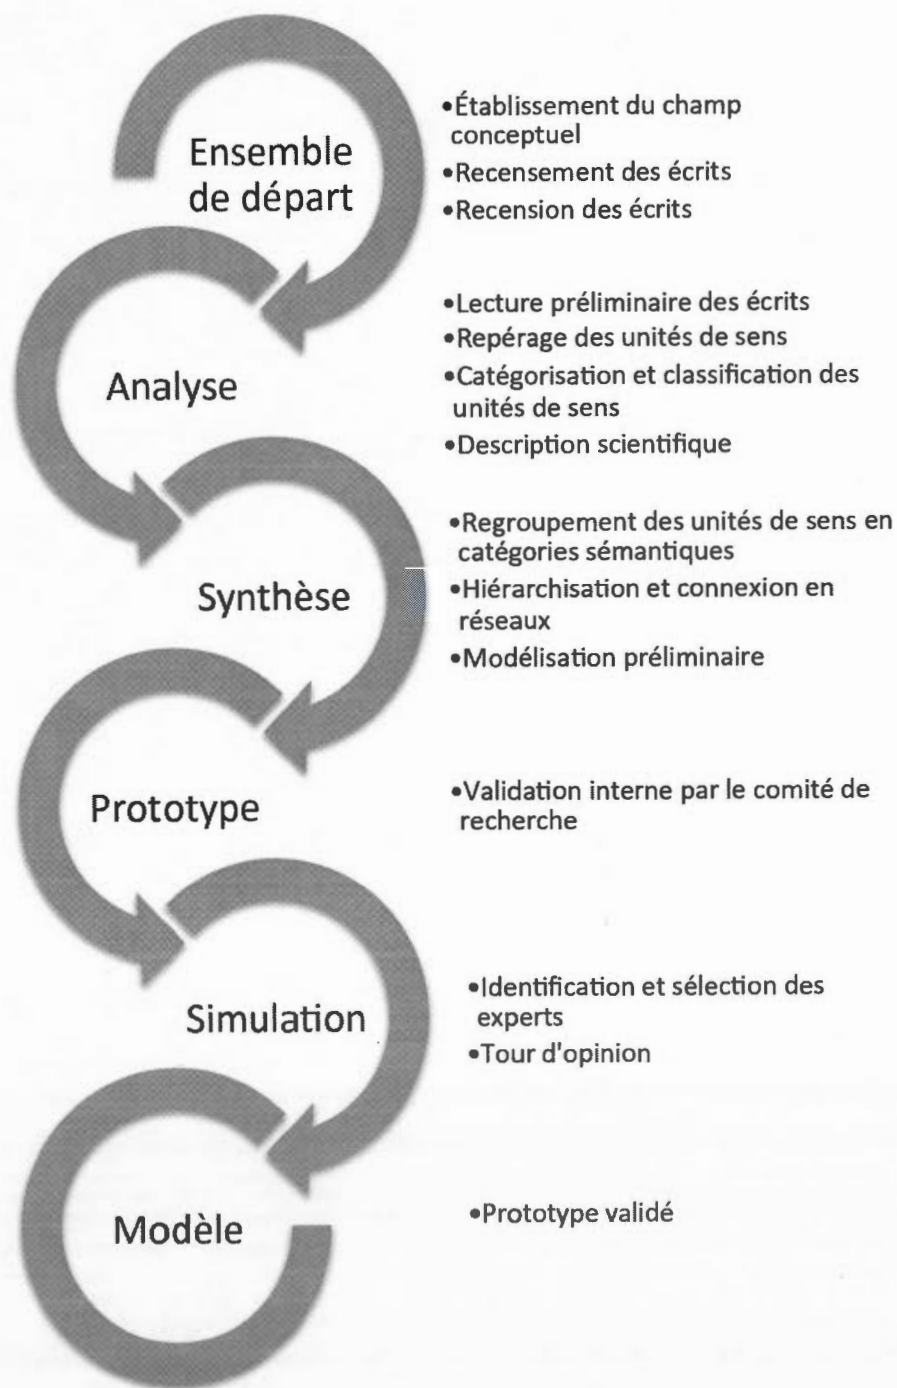 Ensemble
de départ
•Établissement du champ
conceptuel
•Recensement des écrits
•Recension des écrits
Analyse
•Lecture préliminaire des écrits
•Repérage des unités de sens
•Catégorisation et classification des
unités de sens
•Description scientifique
Synthèse
•Regroupement des unités de sens en
catégories sémantiques
•Hiérarchisation et connexion en
réseaux
•Modélisation préliminaire
Prototype
•Validation interne par le comité de
recherche
Simulation
•Identification et sélection des
experts
•Tour d'opinion
Modèle
•Prototype validé